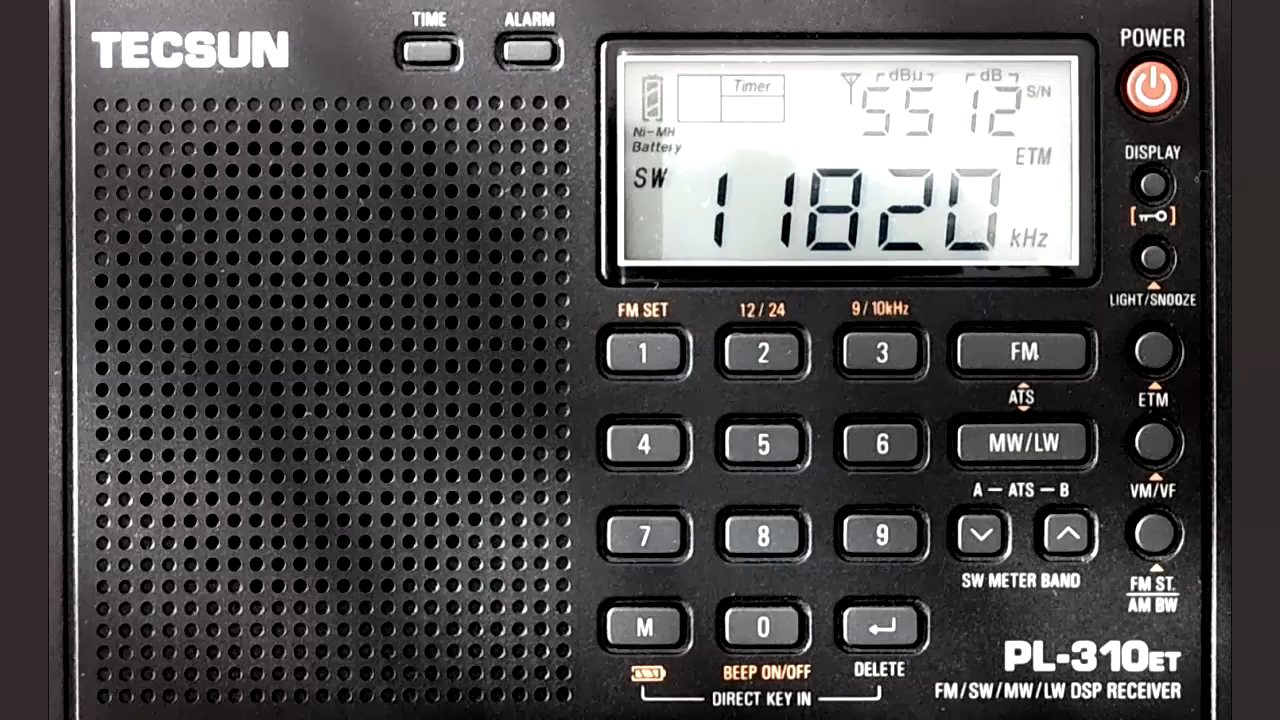 TECSUN
TIME
ALARM
POWER
Timer
dBμ
dB
55 12
S/N
Ni-MH
Battery
ETM
SW
11820
kHz
DISPLAY
LIGHT/SNOOZE
FM SET
12/24
9/10kHz
1
2
3
FM
ATS
ETM
4
5
6
MW/LW
A — ATS — B
VM/VF
7
8
9
SW METER BAND
FM ST.
AM BW
M
0
BEEP ON/OFF
DELETE
DIRECT KEY IN
PL-310ET
FM/SW/MW/LW DSP RECEIVER